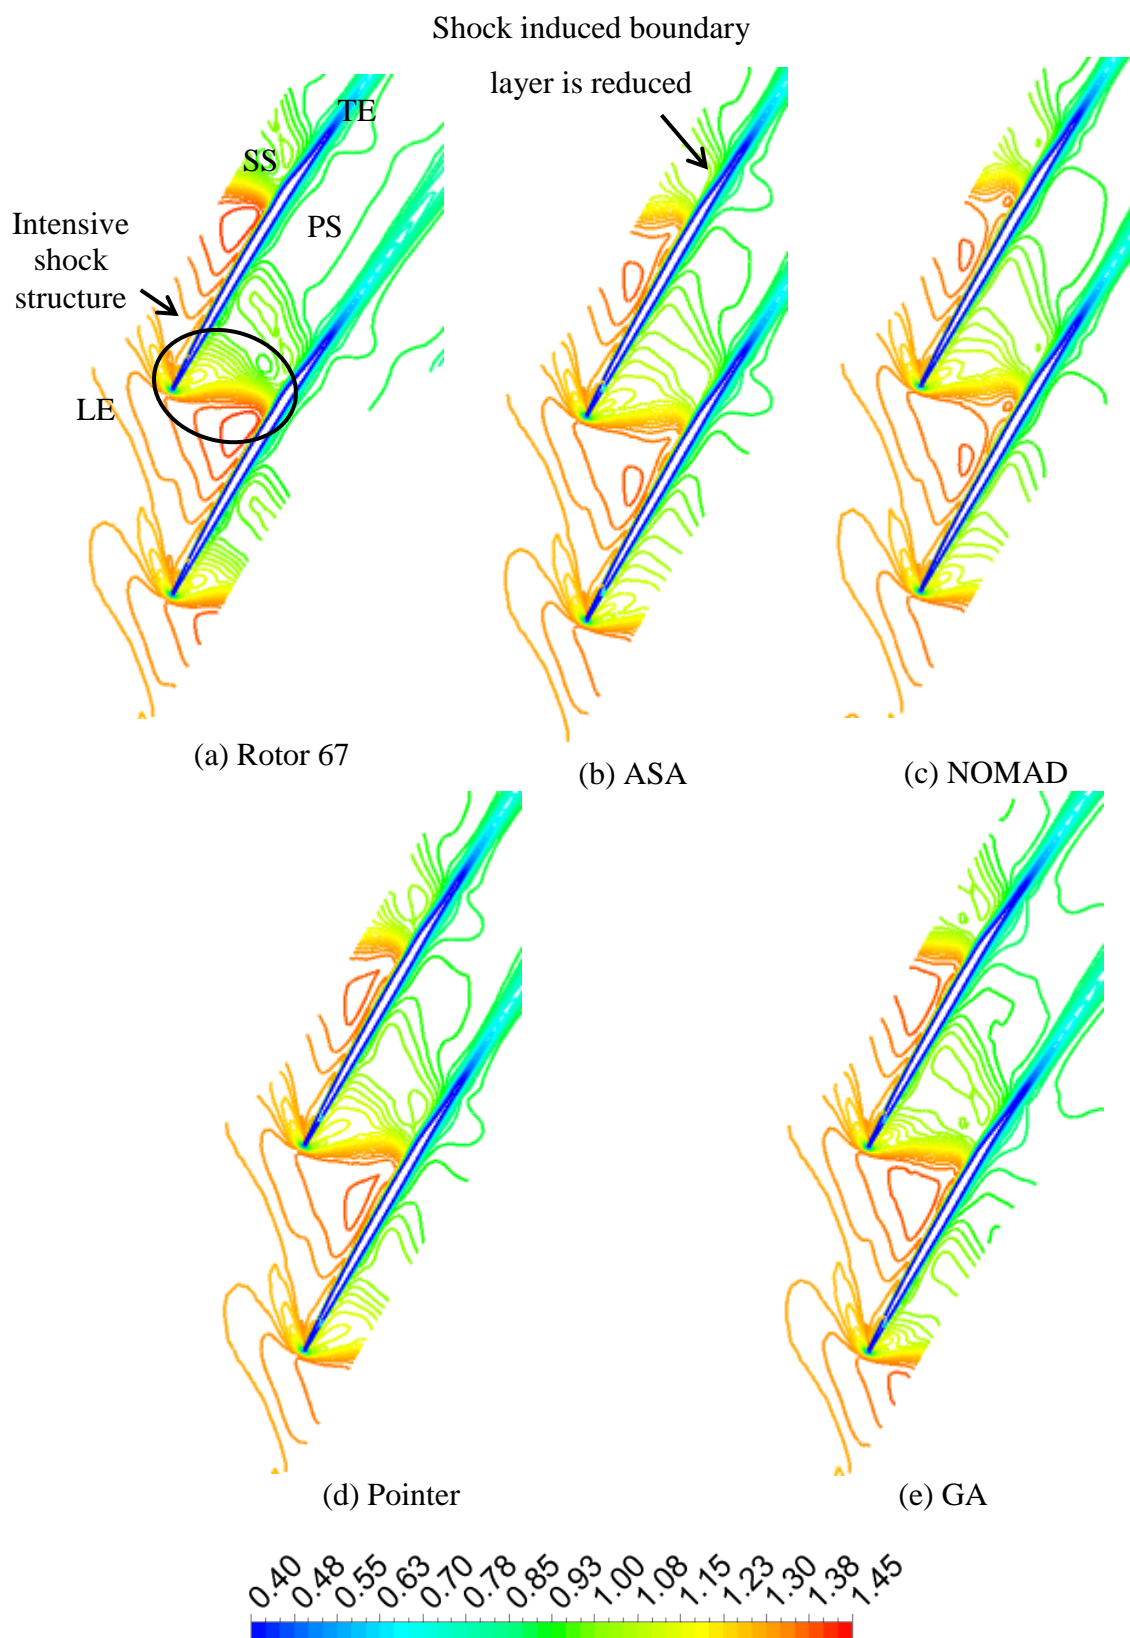 Shock induced boundary
layer is reduced
TE
SS
PS
Intensive
shock
structure
LE
(a) Rotor 67
(b) ASA
(c) NOMAD
(d) Pointer
(e) GA
0.40 0.48 0.55 0.63 0.70 0.78 0.85 0.93 1.00 1.08 1.15 1.23 1.30 1.38 1.45